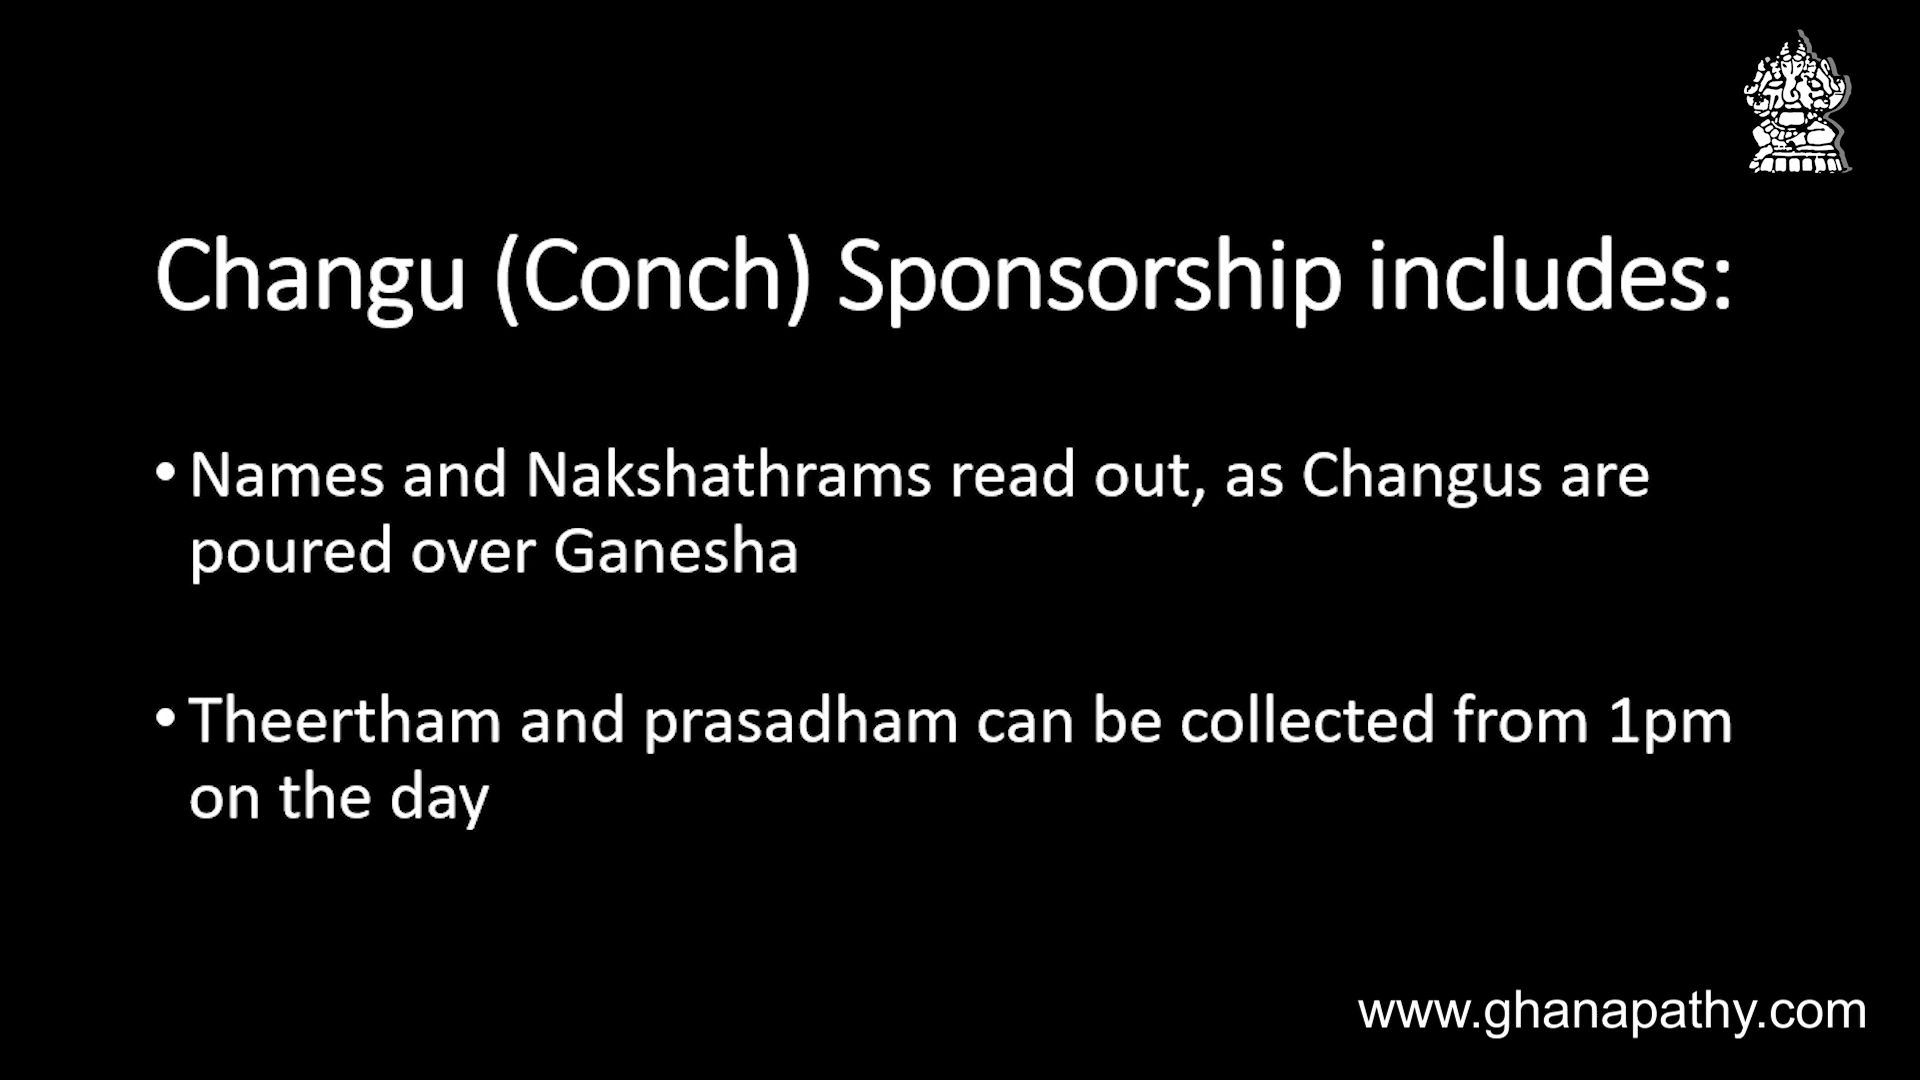 Changu (Conch) Sponsorship includes:
• Names and Nakshathrams read out, as Changus are
poured over Ganesha
• Theertham and prasadham can be collected from 1pm
on the day
www.ghanapathy.com